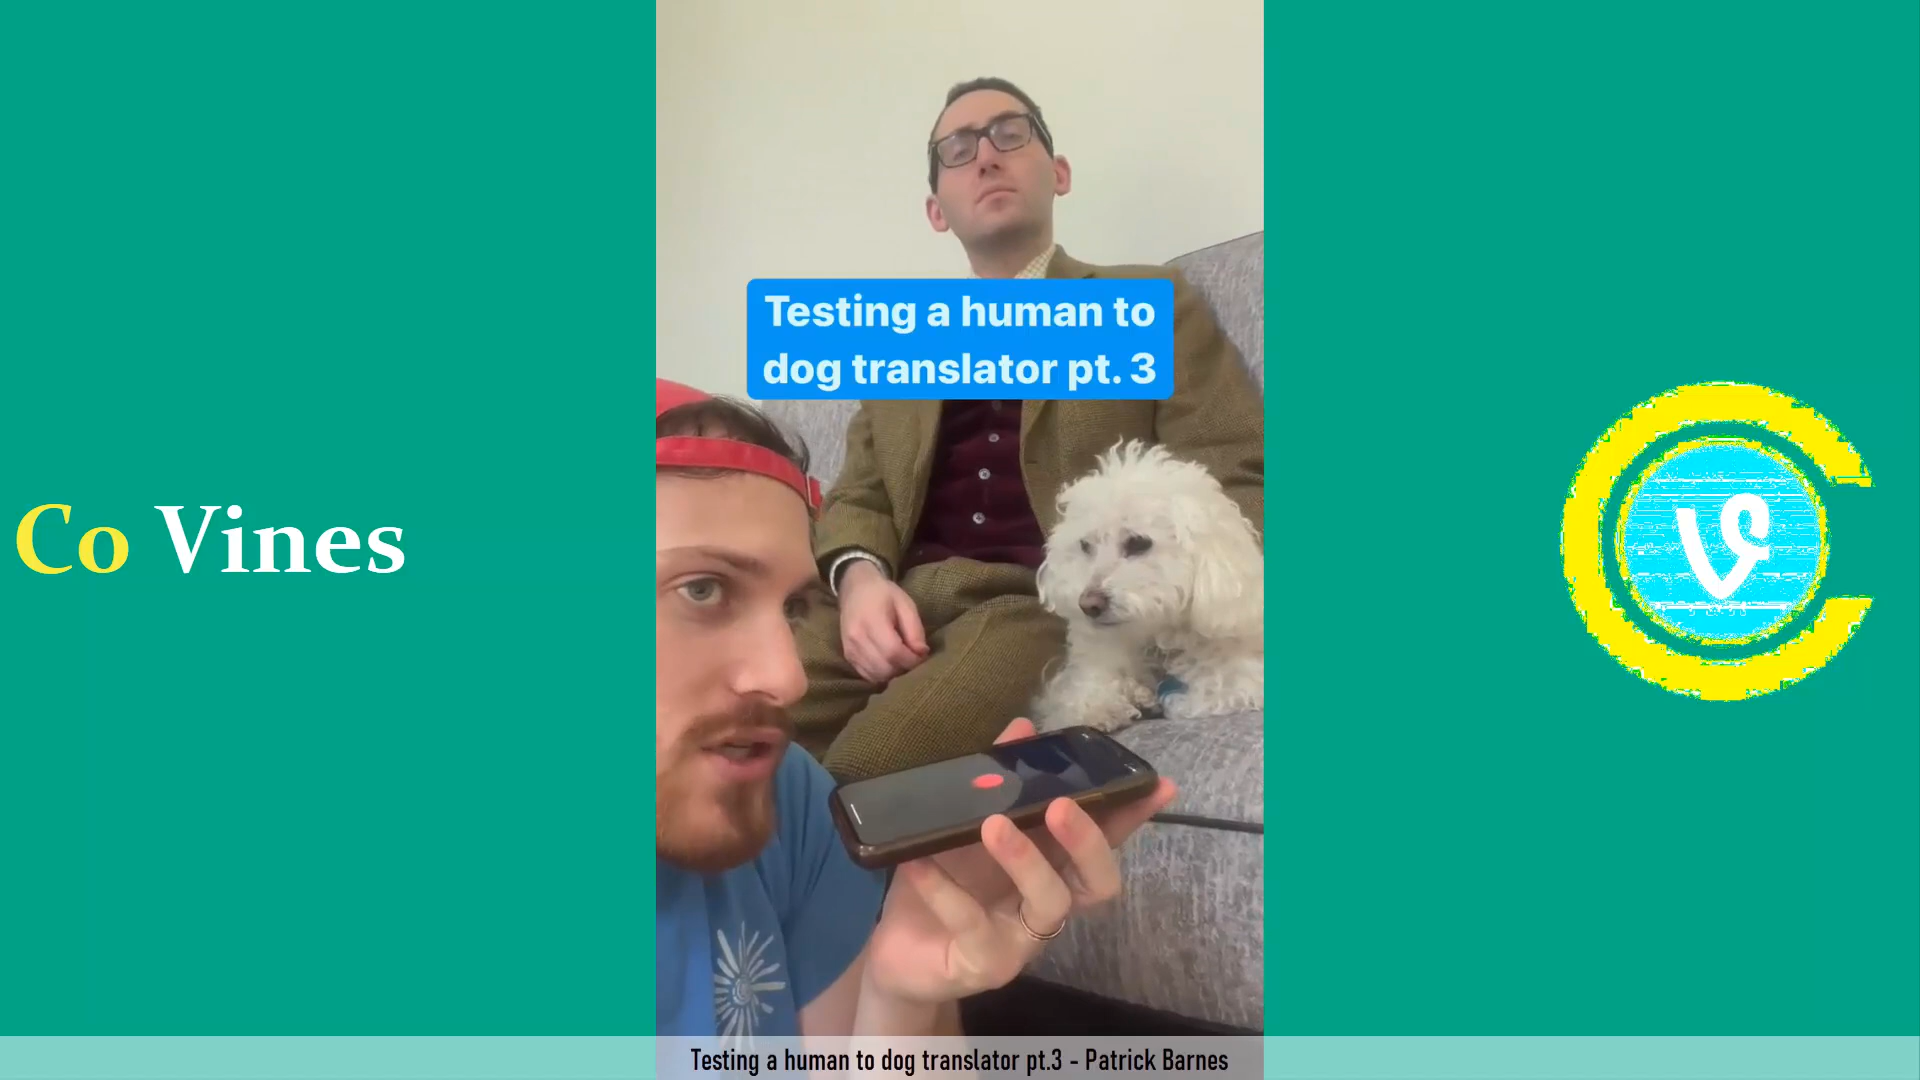 Testing a human to
dog translator pt. 3
Co Vines
Testing a human to dog translator pt.3 - Patrick Barnes